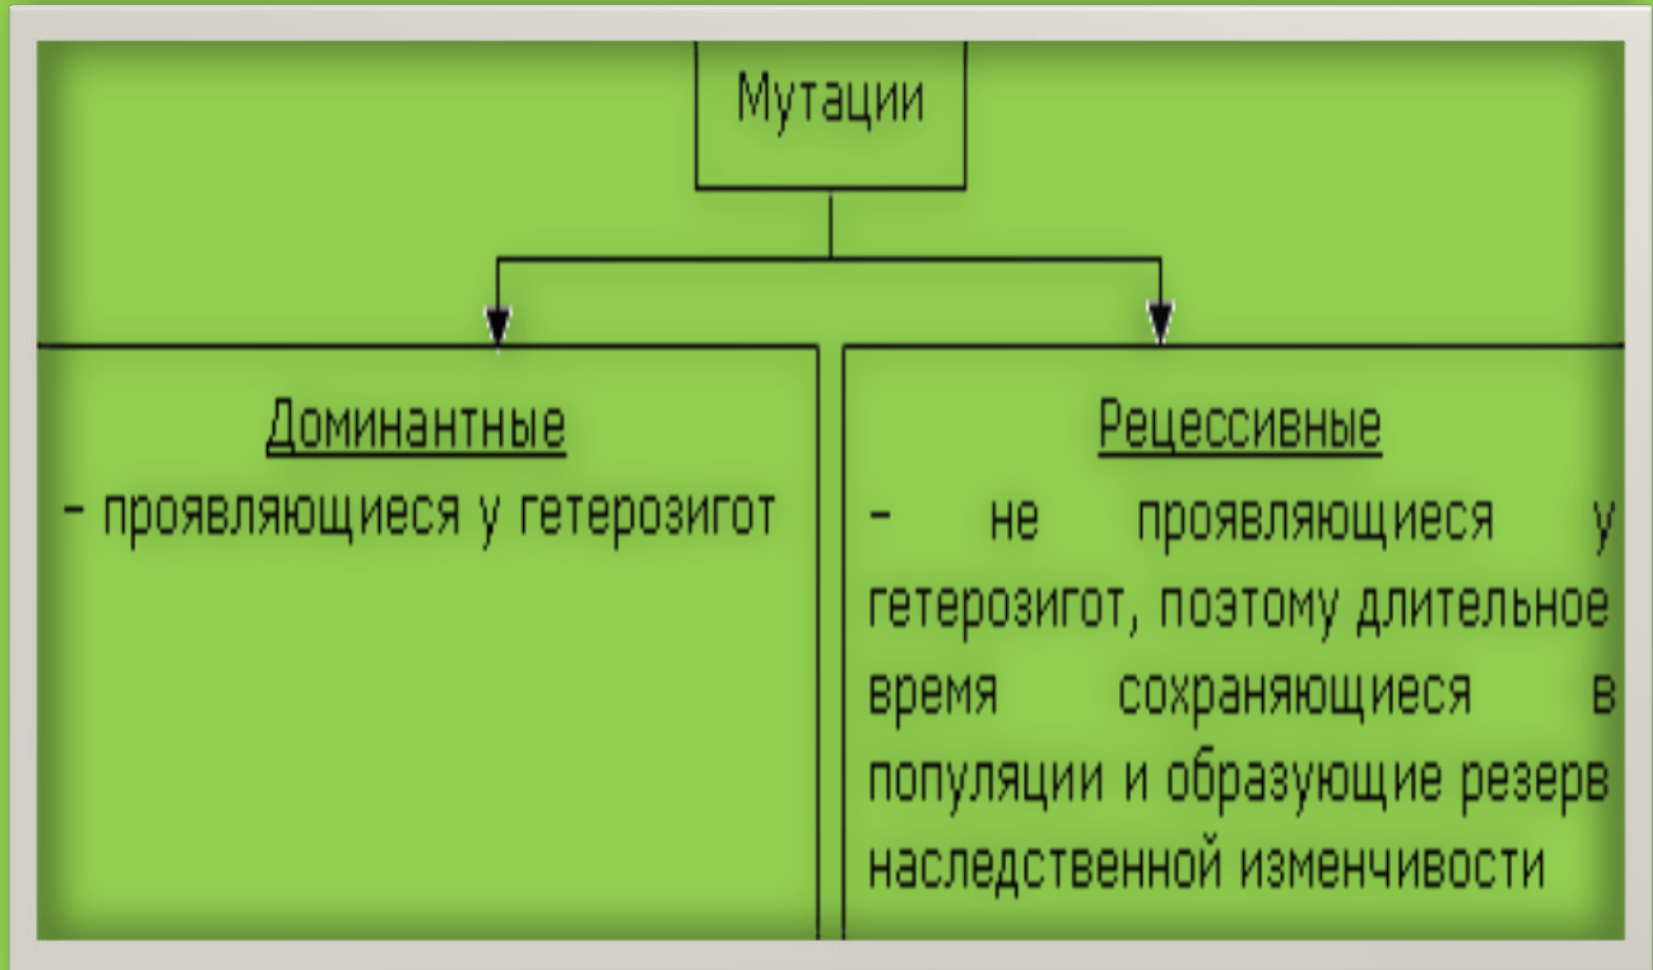 Мутации
Доминантные
- проявляющиеся у гетерозигот
Рецессивные
- не проявляющиеся у
гетерозигот, поэтому длительное
время сохраняющиеся в
популяции и образующие резерв
наследственной изменчивости